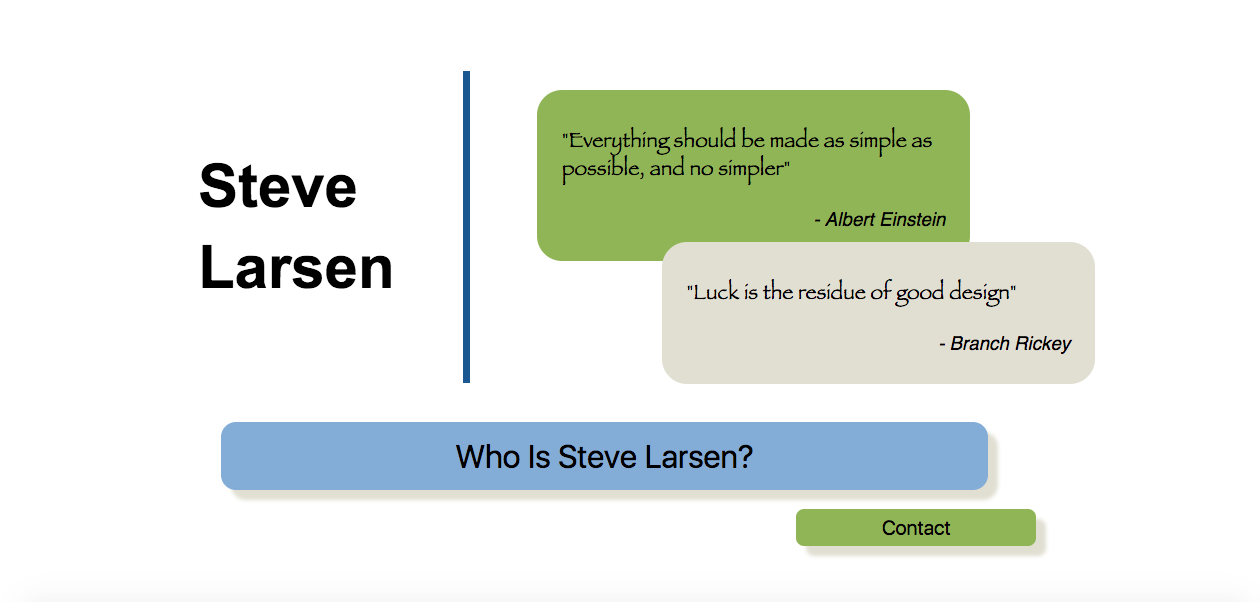 Steve
Larsen
"Everything should be made as simple as
possible, and no simpler"
- Albert Einstein
"Luck is the residue of good design"
- Branch Rickey
Who Is Steve Larsen?
Contact